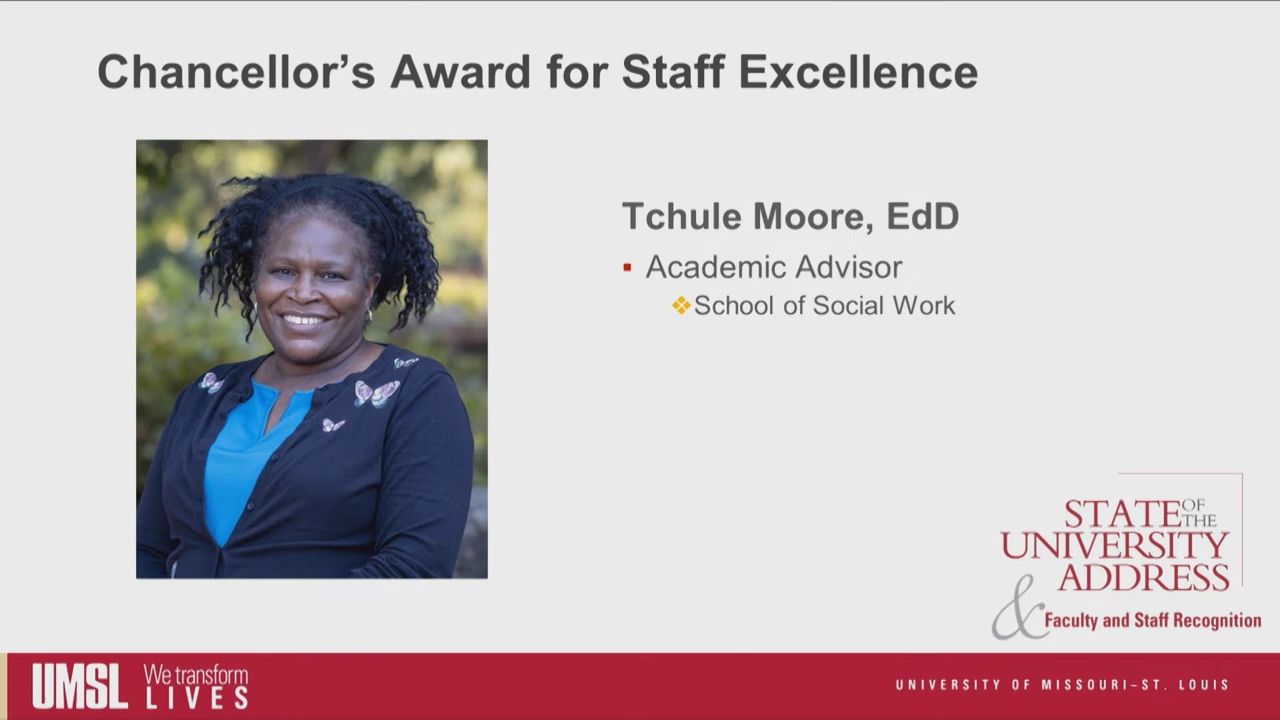 Chancellor’s Award for Staff Excellence
Tchule Moore, EdD
Academic Advisor
School of Social Work
STATE OF THE
UNIVERSITY
ADDRESS
& Faculty and Staff Recognition
UMSL We transform LIVES
UNIVERSITY OF MISSOURI–ST. LOUIS